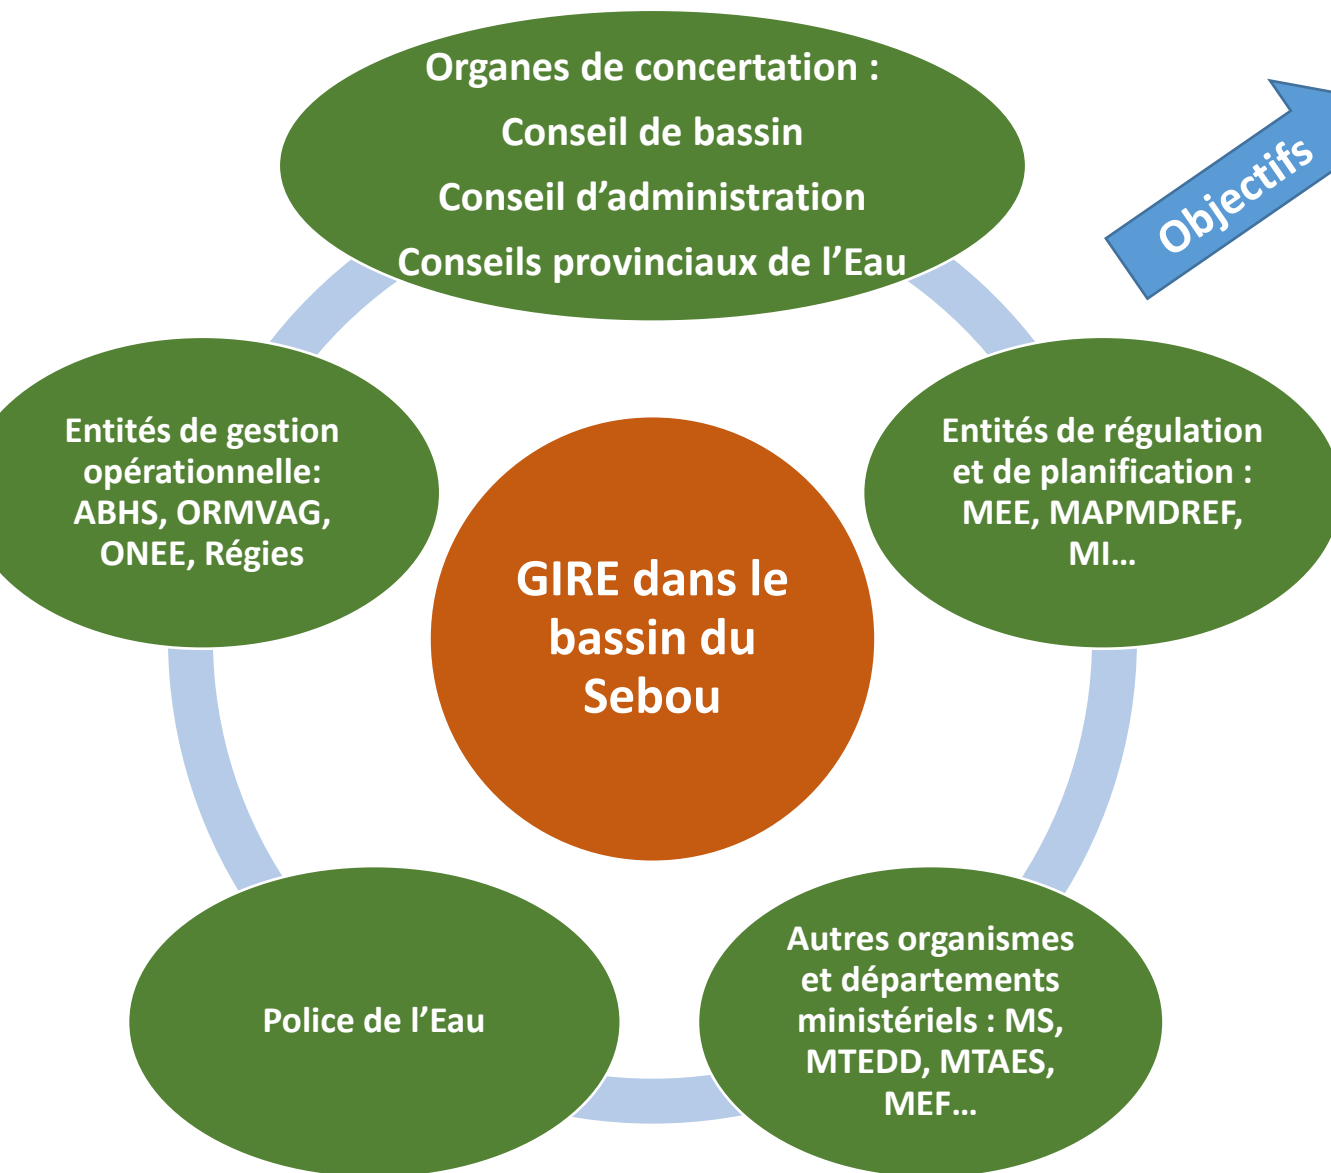 Organes de concertation :
Conseil de bassin
Conseil d’administration
Conseils provinciaux de l’Eau
Objectifs
Entités de gestion
opérationnelle:
ABHS, ORMVAG,
ONEE, Régies
Entités de régulation
et de planification :
MEE, MAPMDREF,
MI…
GIRE dans le
bassin du
Sebou
Police de l’Eau
Autres organismes
et départements
ministériels : MS,
MTEDD, MTAES,
MEF…